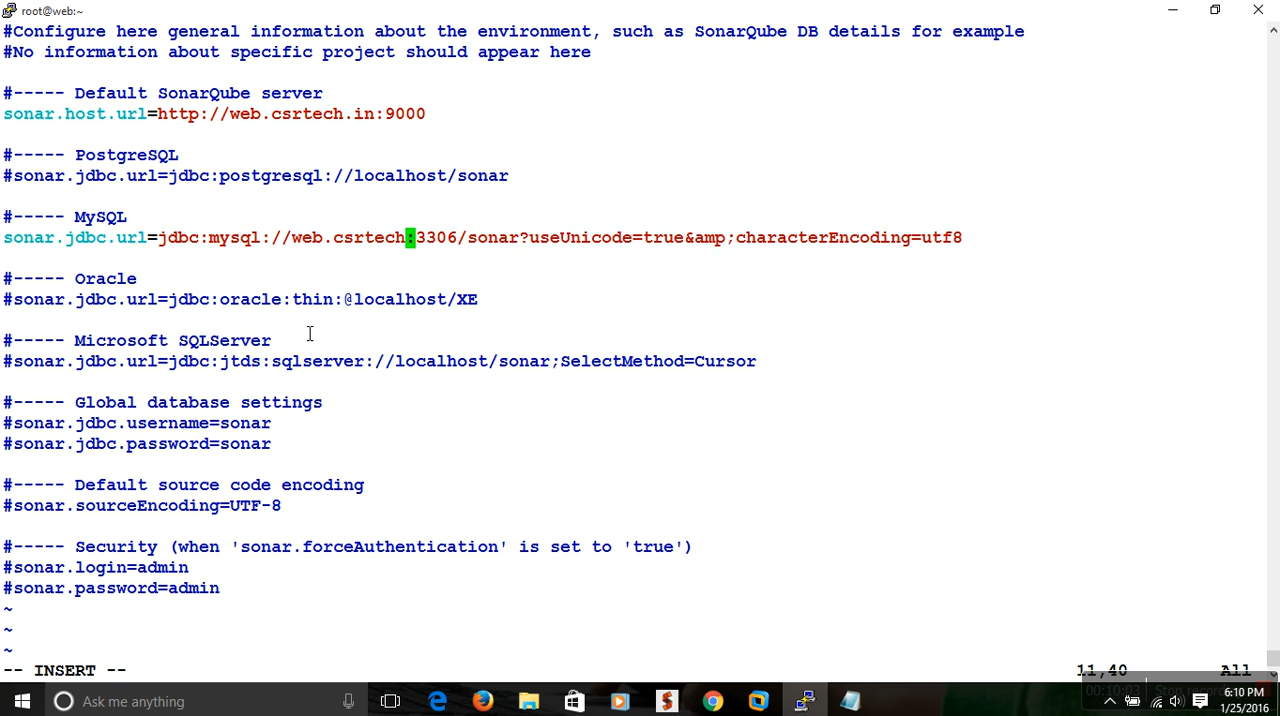 root@web:~
#Configure here general information about the environment, such as SonarQube DB details for example
#No information about specific project should appear here
#----- Default SonarQube server
sonar.host.url=http://web.csrtech.in:9000
#----- PostgreSQL
#sonar.jdbc.url=jdbc:postgresql://localhost/sonar
#----- MySQL
sonar.jdbc.url=jdbc:mysql://web.csrtech:3306/sonar?useUnicode=true&amp;characterEncoding=utf8
#----- Oracle
#sonar.jdbc.url=jdbc:oracle:thin:@localhost/XE
#----- Microsoft SQLServer
#sonar.jdbc.url=jdbc:jtds:sqlserver://localhost/sonar;SelectMethod=Cursor
#----- Global database settings
#sonar.jdbc.username=sonar
#sonar.jdbc.password=sonar
#----- Default source code encoding
#sonar.sourceEncoding=UTF-8
#----- Security (when 'sonar.forceAuthentication' is set to 'true')
#sonar.login=admin
#sonar.password=admin
~
~
~
-- INSERT -- 11,40 All
00:10:03 Stop
Ask me anything
6:10 PM
1/25/2016